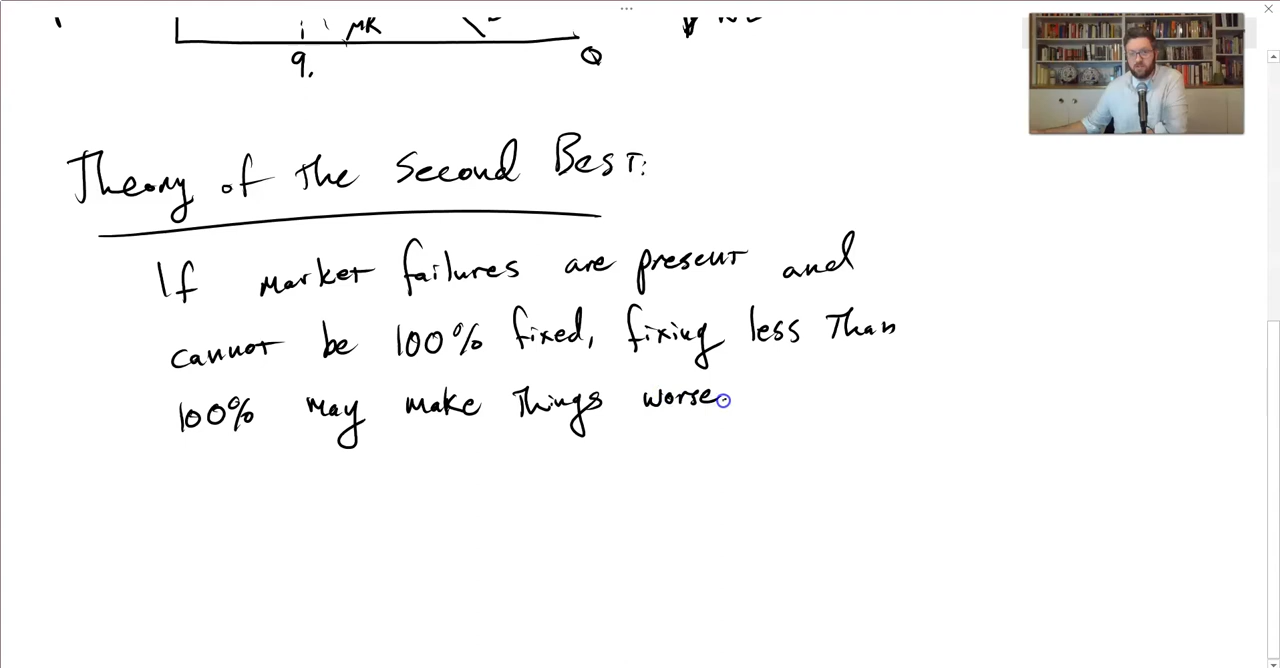 MR
q.
Q
Theory of the Second Best:
If market failures are present and
cannot be 100% fixed, fixing less than
100% may make things worse.